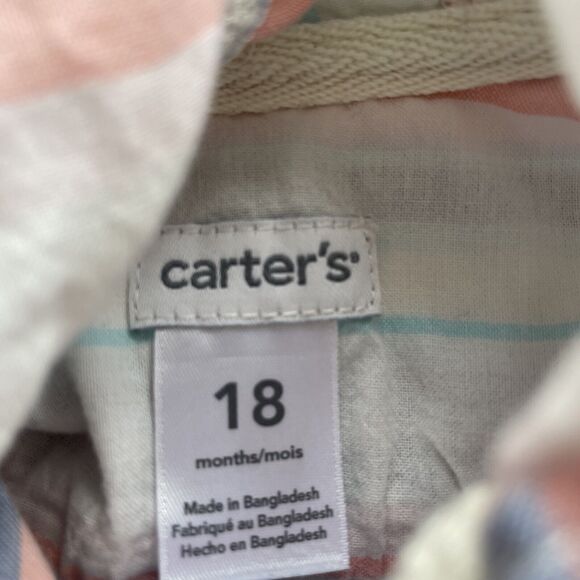 carter's
18
months/mois
Made in Bangladesh
Fabriqué au Bangladesh
Hecho en Bangladesh